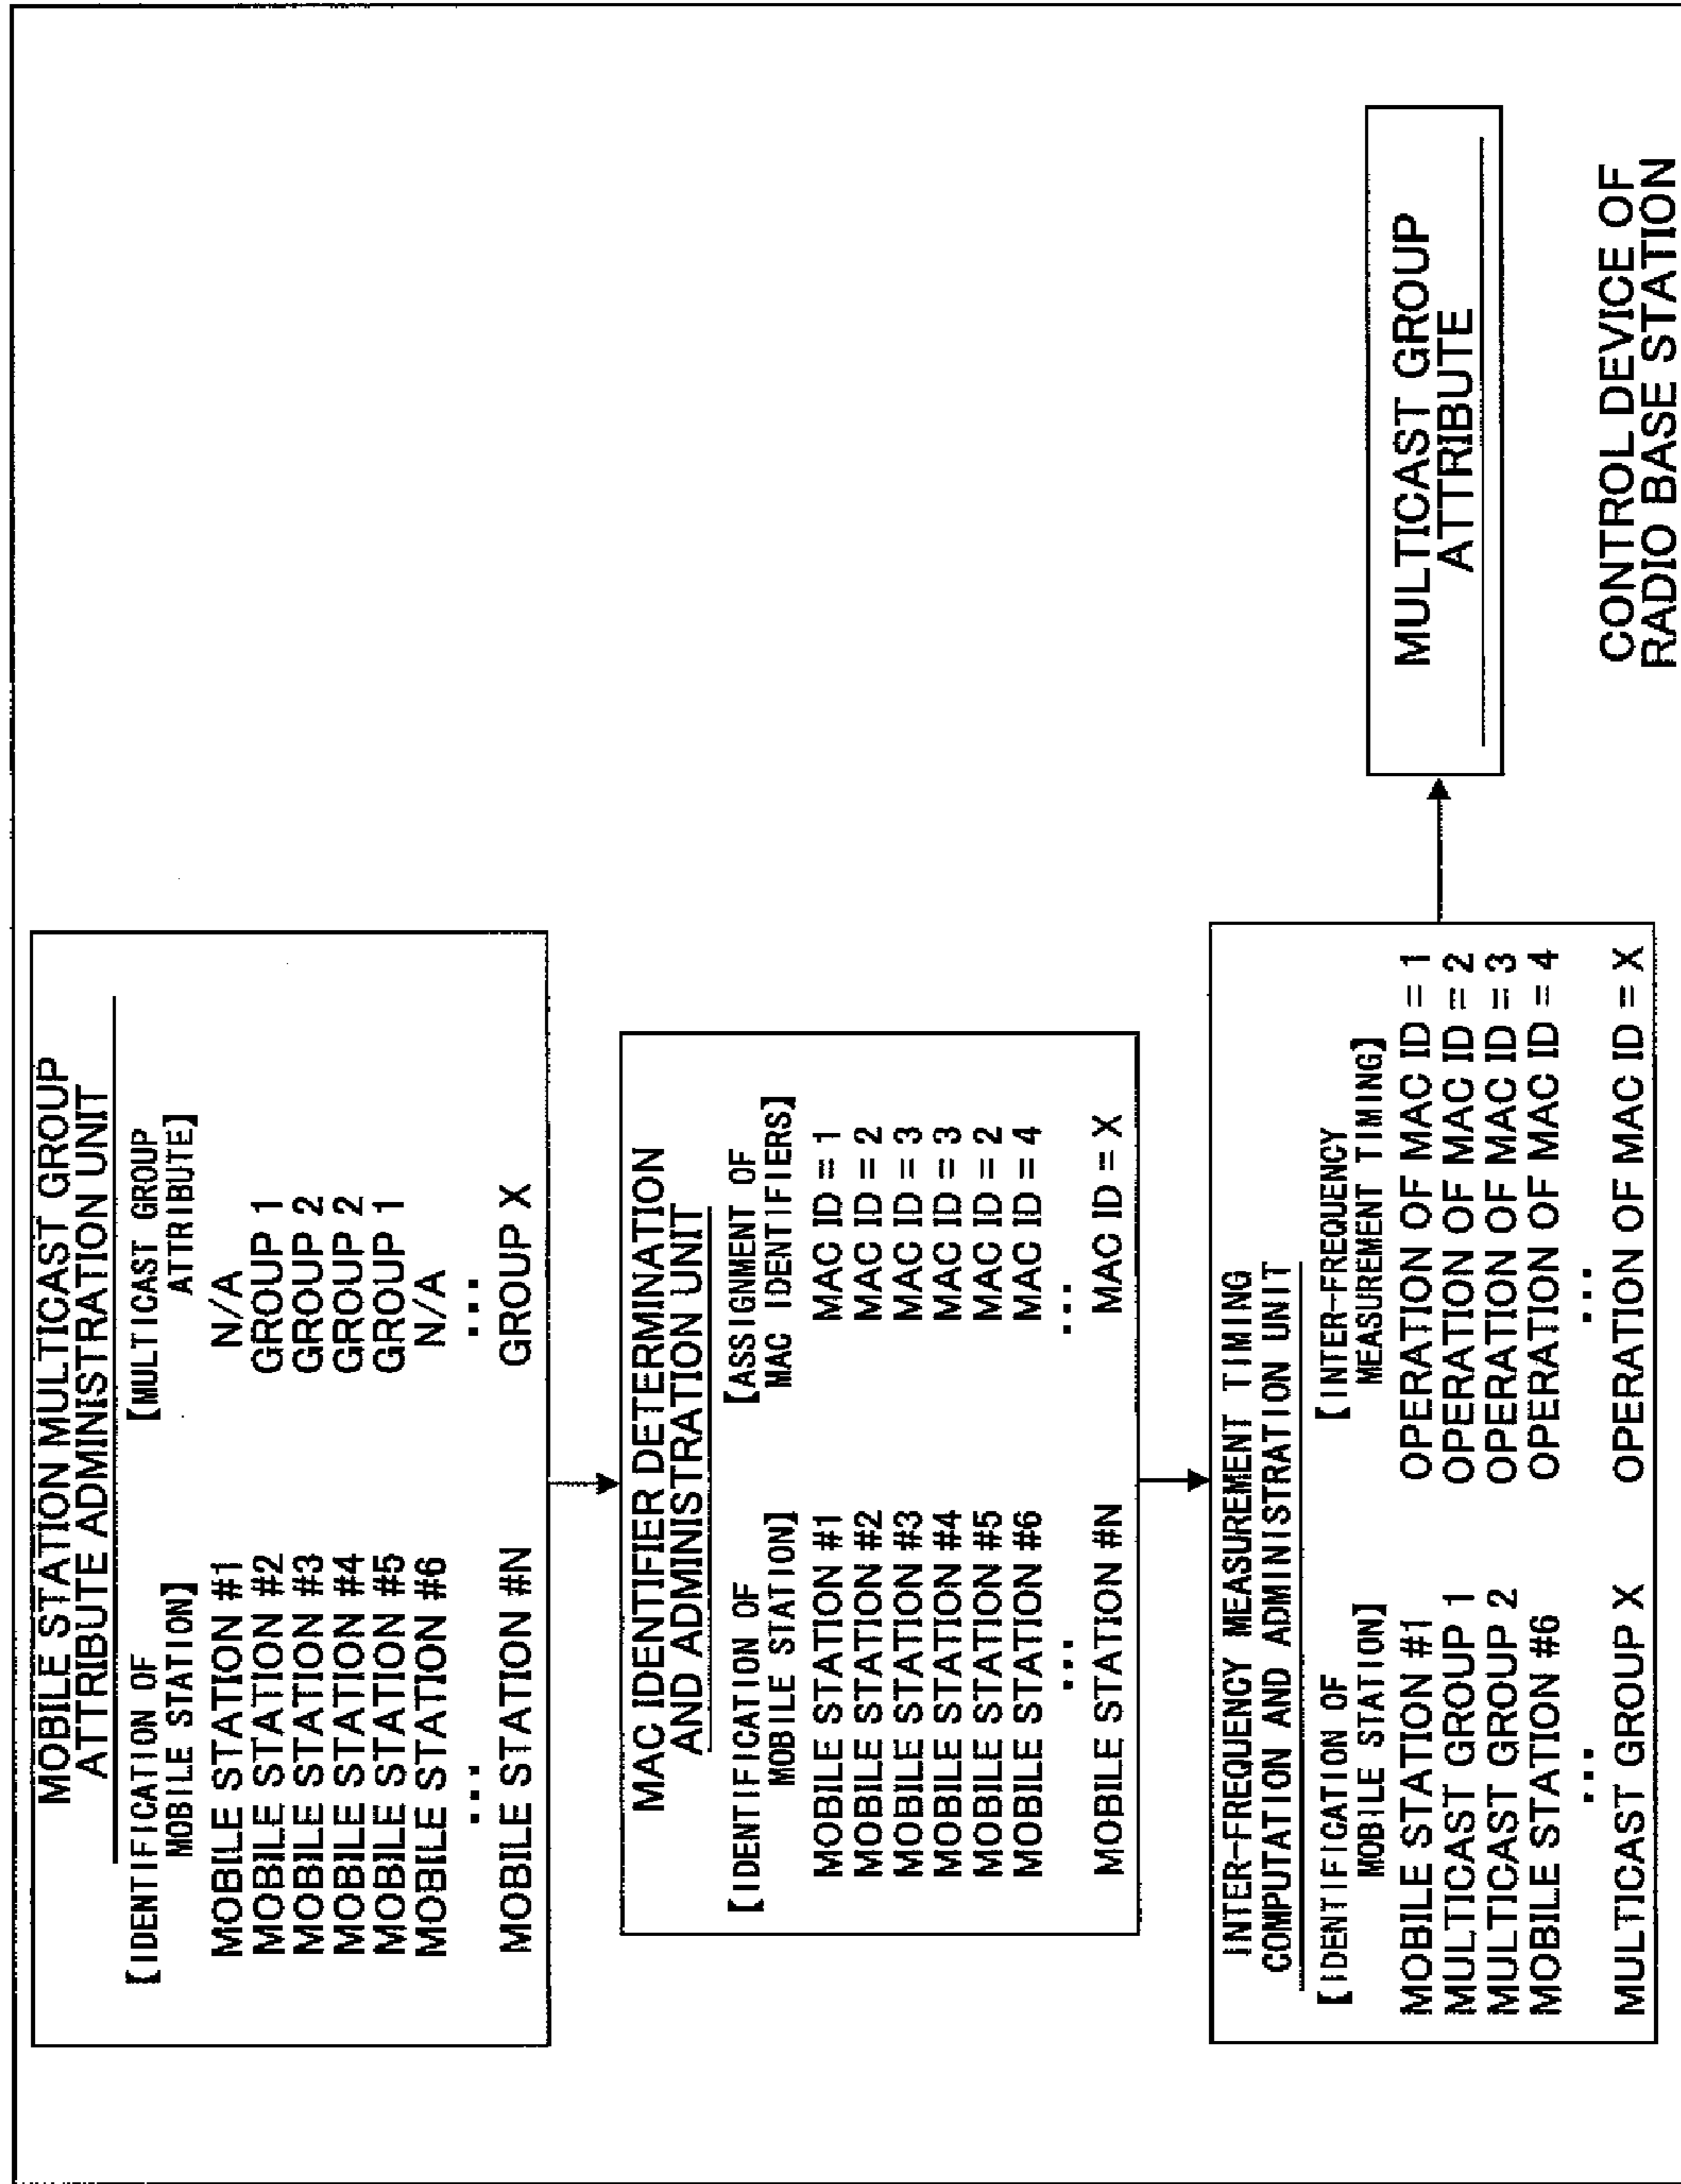 MOBILE STATION MULTICAST GROUP
ATTRIBUTE ADMINISTRATION UNIT
【IDENTIFICATION OF
MOBILE STATION】
【MULTICAST GROUP
ATTRIBUTE】
MOBILE STATION #1 N/A
MOBILE STATION #2 GROUP 1
MOBILE STATION #3 GROUP 2
MOBILE STATION #4 GROUP 2
MOBILE STATION #5 GROUP 1
MOBILE STATION #6 N/A
... ...
MOBILE STATION #N GROUP X
MAC IDENTIFIER DETERMINATION
AND ADMINISTRATION UNIT
【IDENTIFICATION OF
MOBILE STATION】
【ASSIGNMENT OF
MAC IDENTIFIERS】
MOBILE STATION #1 MAC ID = 1
MOBILE STATION #2 MAC ID = 2
MOBILE STATION #3 MAC ID = 3
MOBILE STATION #4 MAC ID = 3
MOBILE STATION #5 MAC ID = 2
MOBILE STATION #6 MAC ID = 4
... ...
MOBILE STATION #N MAC ID = X
INTER-FREQUENCY MEASUREMENT TIMING
COMPUTATION AND ADMINISTRATION UNIT
【IDENTIFICATION OF
MOBILE STATION】
【INTER-FREQUENCY
MEASUREMENT TIMING】
MOBILE STATION #1 OPERATION OF MAC ID = 1
MULTICAST GROUP 1 OPERATION OF MAC ID = 2
MULTICAST GROUP 2 OPERATION OF MAC ID = 3
MOBILE STATION #6 OPERATION OF MAC ID = 4
... ...
MULTICAST GROUP X OPERATION OF MAC ID = X
MULTICAST GROUP
ATTRIBUTE
CONTROL DEVICE OF
RADIO BASE STATION